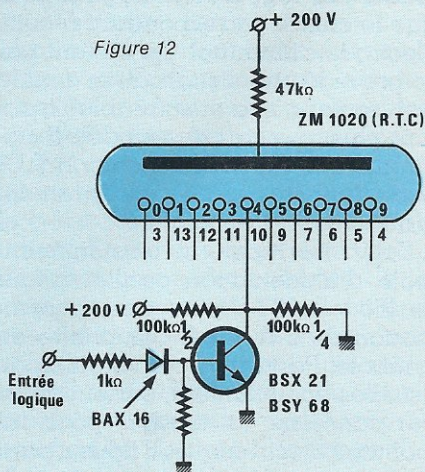 + 200 V
Figure 12
47kΩ
ZM 1020 (R.T.C)
0 1 2 3 4 5 6 7 8 9
3 13 12 11 10 9 7 6 5 4
+ 200 V
100kΩ 1/2
100kΩ 1/4
Entrée
logique
1kΩ
BAX 16
BSX 21
BSY 68